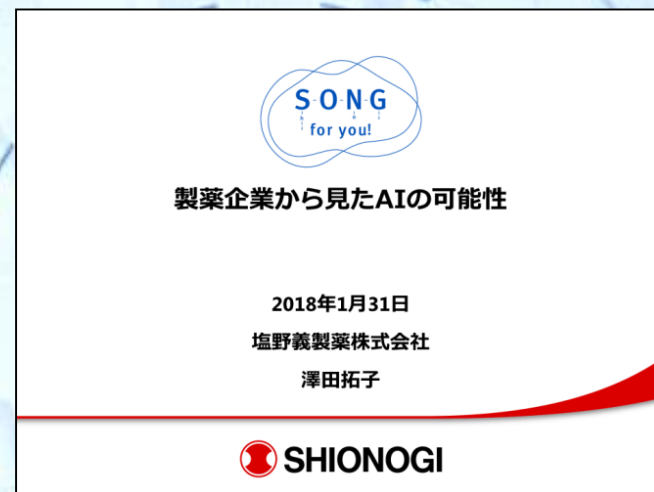 S·O·N·G
for you!
製薬企業から見たAIの可能性
2018年1月31日
塩野義製薬株式会社
澤田拓子
SHIONOGI